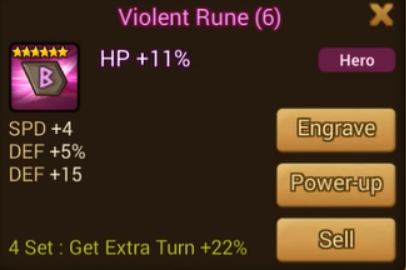 Violent Rune (6)
HP +11%
Hero
SPD +4
DEF +5%
DEF +15
Engrave
Power-up
Sell
4 Set : Get Extra Turn +22%